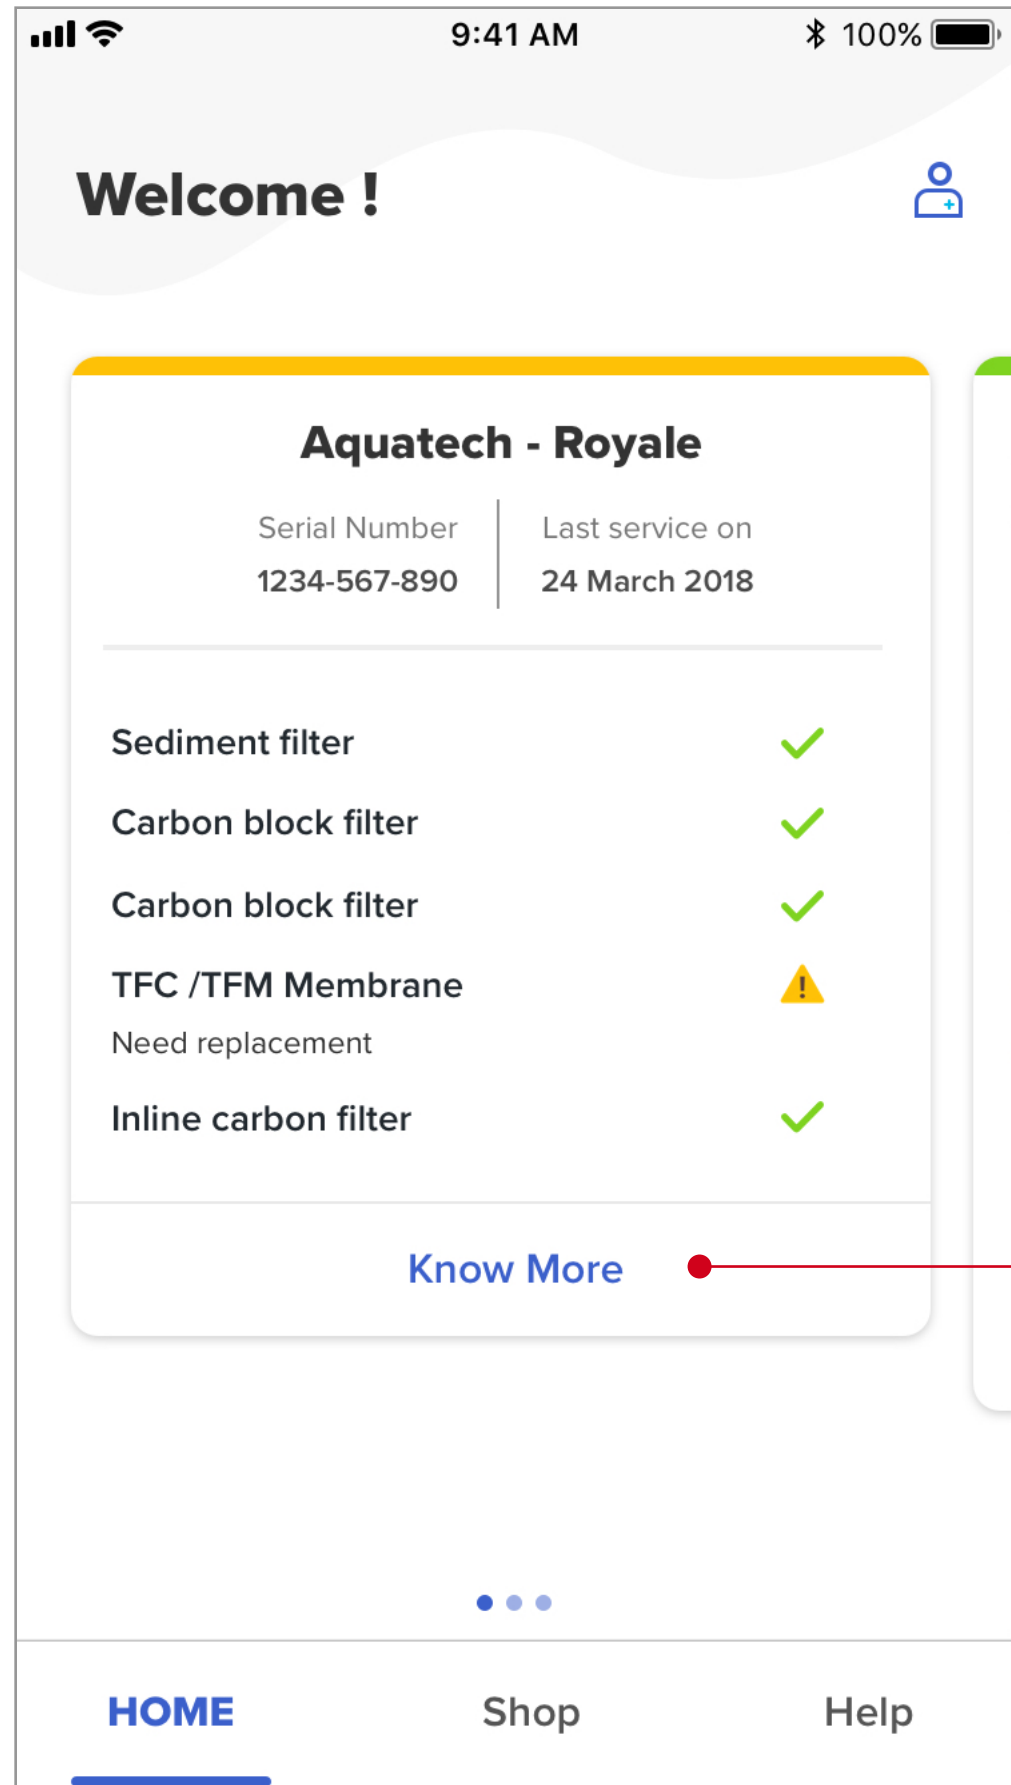 9:41 AM
100%
Welcome !
Aquatech - Royale
Serial Number
Last service on
1234-567-890
24 March 2018
Sediment filter
Carbon block filter
Carbon block filter
TFC /TFM Membrane
Need replacement
Inline carbon filter
Know More
HOME
Shop
Help